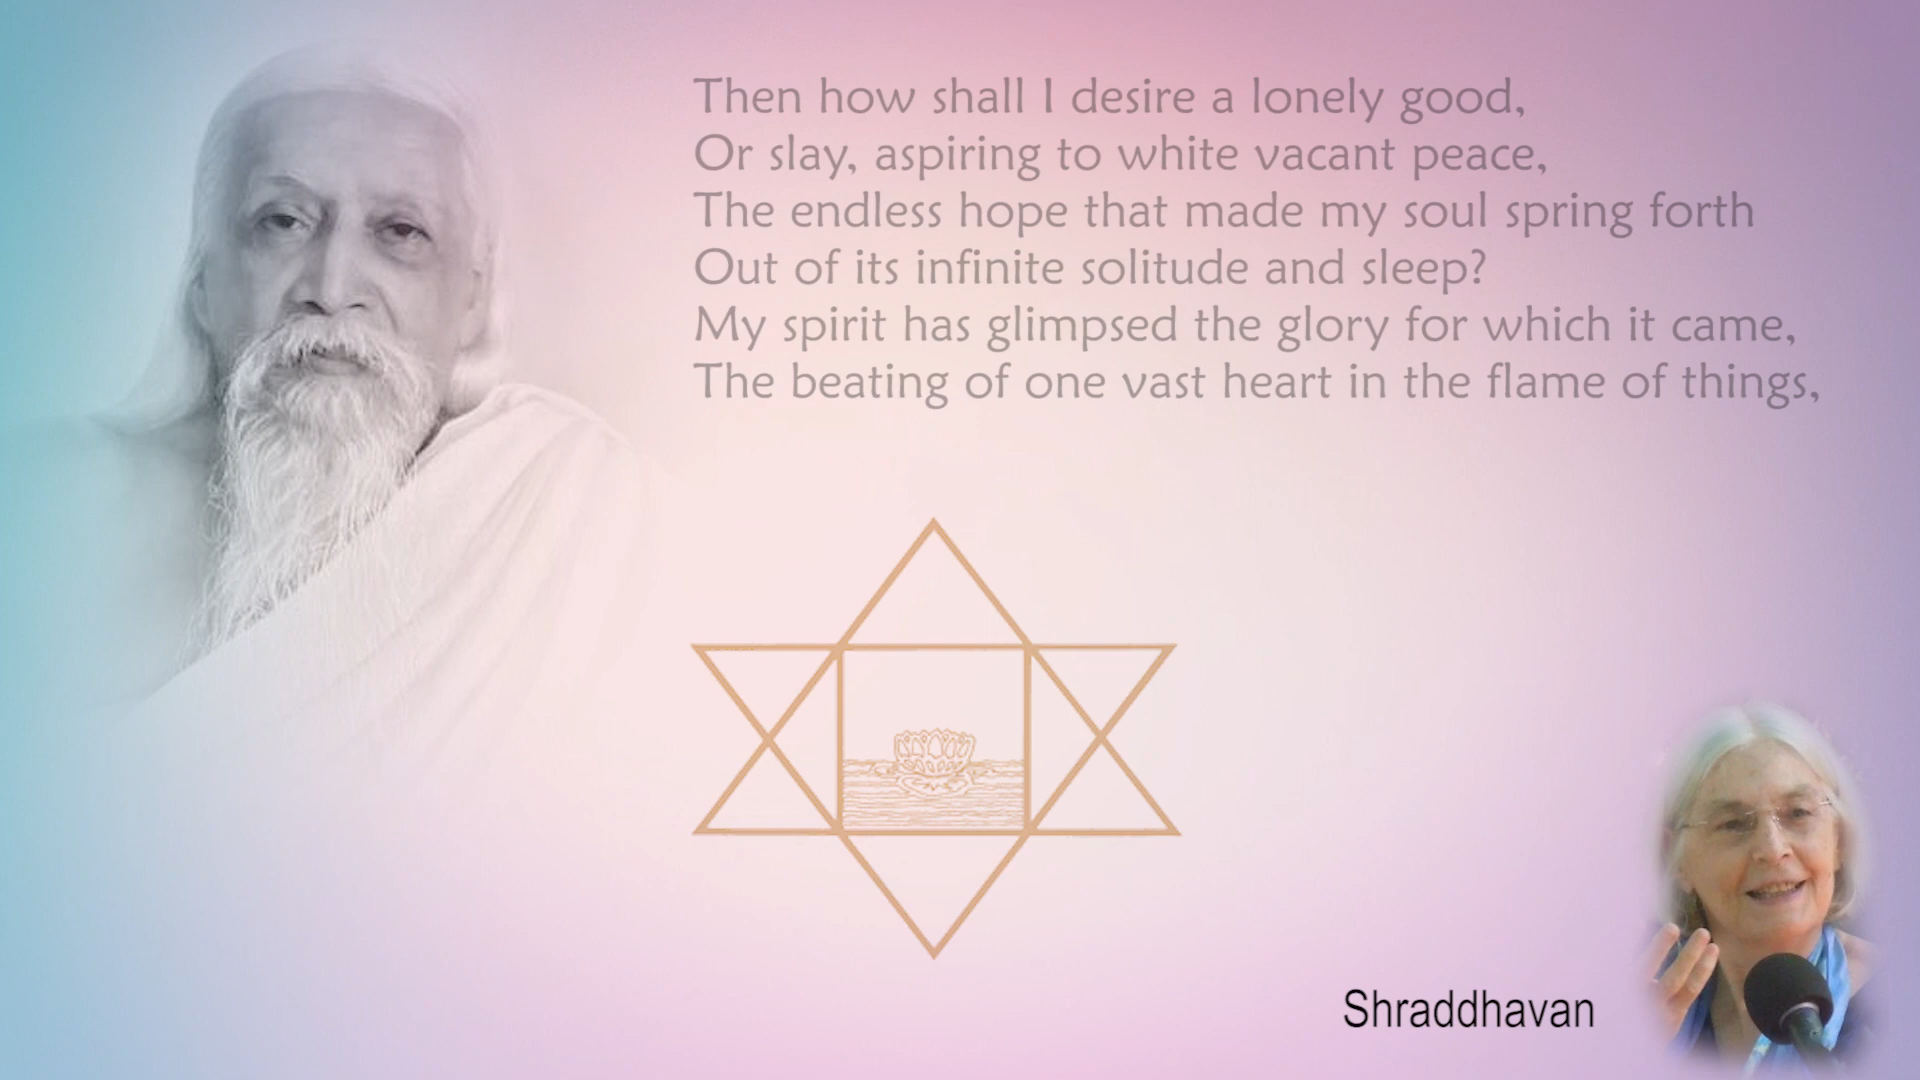 Then how shall I desire a lonely good,
Or slay, aspiring to white vacant peace,
The endless hope that made my soul spring forth
Out of its infinite solitude and sleep?
My spirit has glimpsed the glory for which it came,
The beating of one vast heart in the flame of things,
Shraddhavan